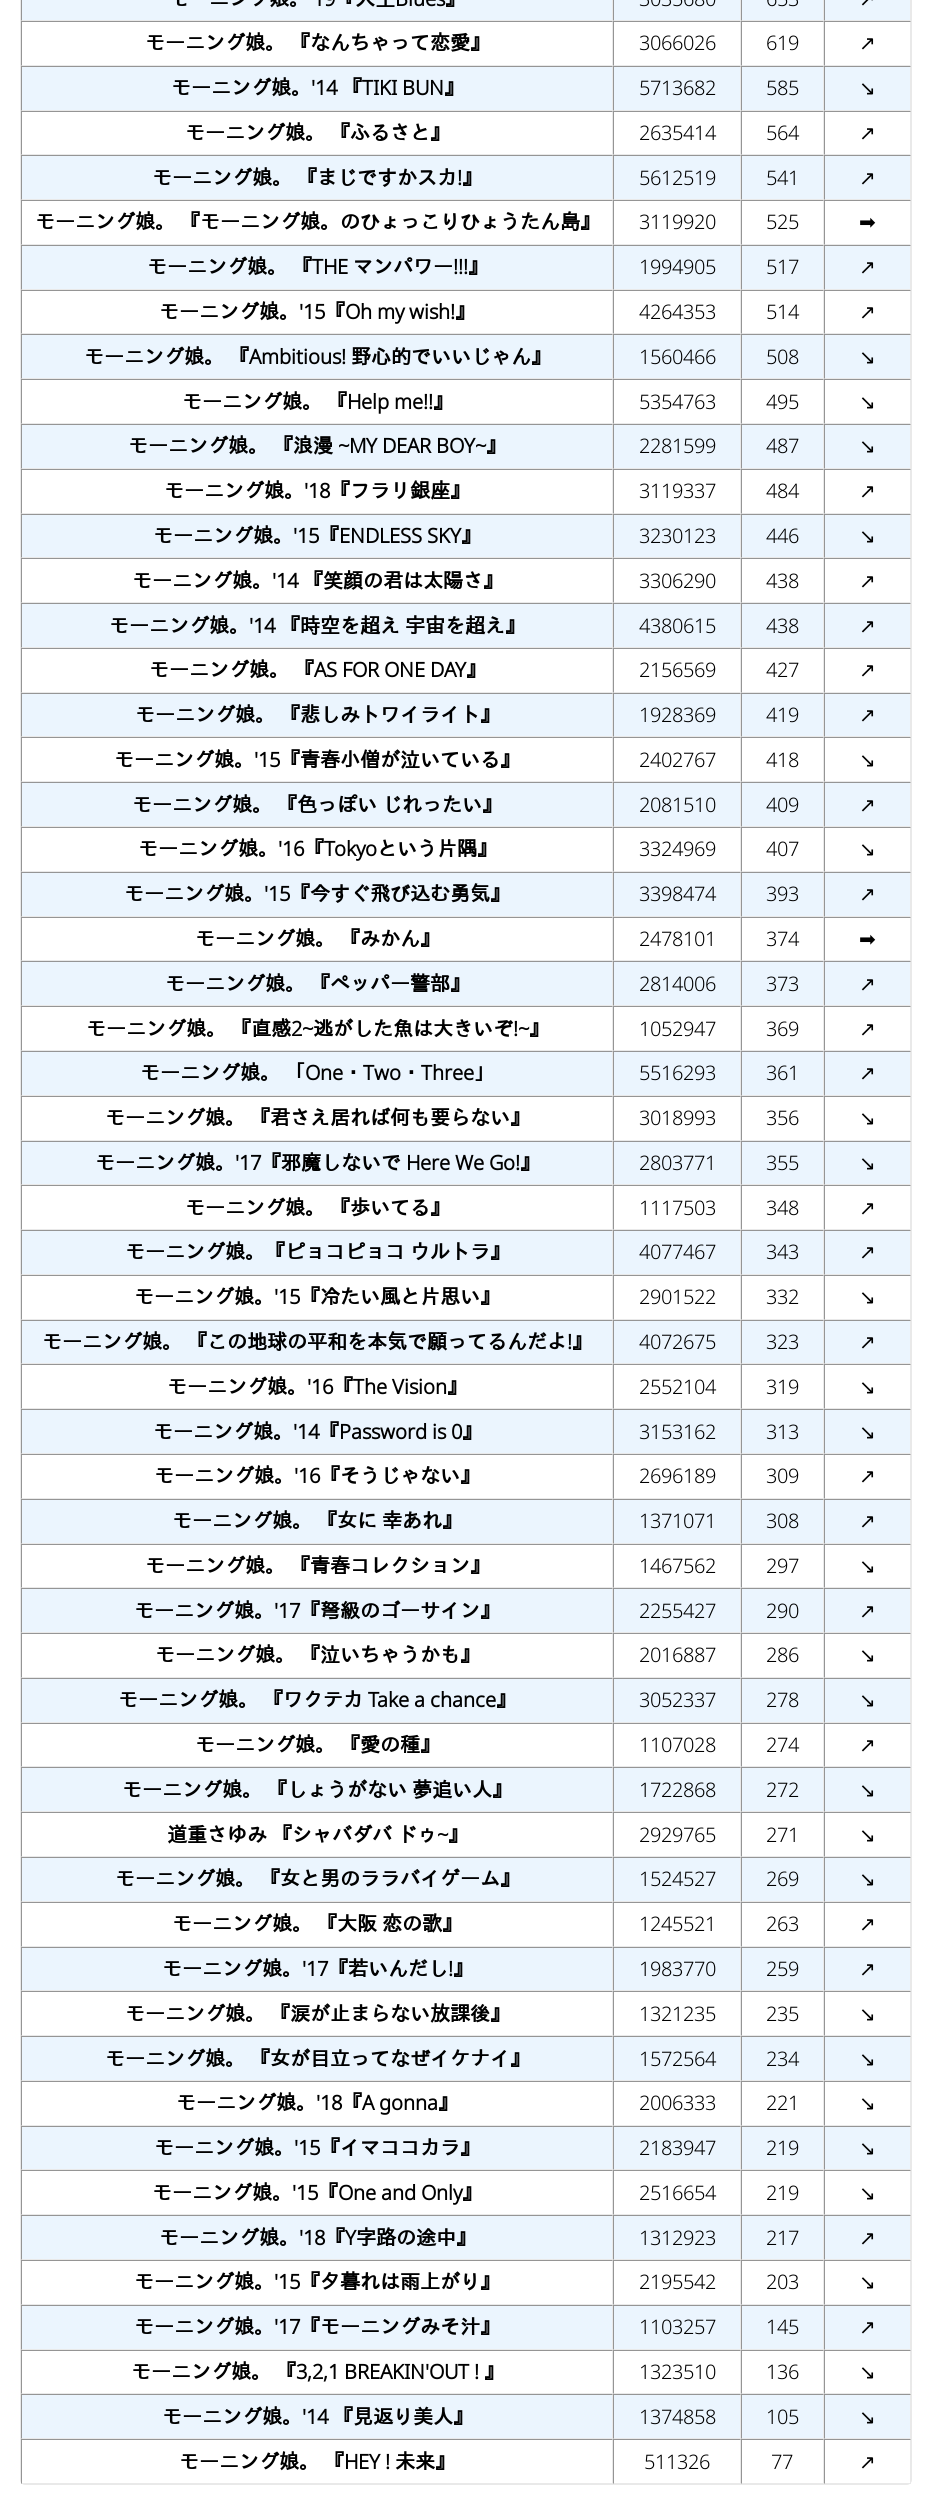 モーニング娘。 『なんちゃって恋愛』 3066026 619 ↗
モーニング娘。'14 『TIKI BUN』 5713682 585 ↘
モーニング娘。 『ふるさと』 2635414 564 ↗
モーニング娘。 『まじですかスカ!』 5612519 541 ↗
モーニング娘。 『モーニング娘。のひょっこりひょうたん島』 3119920 525 ➡
モーニング娘。 『THE マンパワー!!!』 1994905 517 ↗
モーニング娘。'15『Oh my wish!』 4264353 514 ↗
モーニング娘。 『Ambitious! 野心的でいいじゃん』 1560466 508 ↘
モーニング娘。 『Help me!!』 5354763 495 ↘
モーニング娘。 『浪漫 ~MY DEAR BOY~』 2281599 487 ↘
モーニング娘。'18『フラリ銀座』 3119337 484 ↗
モーニング娘。'15『ENDLESS SKY』 3230123 446 ↘
モーニング娘。'14 『笑顔の君は太陽さ』 3306290 438 ↗
モーニング娘。'14 『時空を超え 宇宙を超え』 4380615 438 ↗
モーニング娘。 『AS FOR ONE DAY』 2156569 427 ↗
モーニング娘。 『悲しみトワイライト』 1928369 419 ↗
モーニング娘。'15『青春小僧が泣いている』 2402767 418 ↘
モーニング娘。 『色っぽい じれったい』 2081510 409 ↗
モーニング娘。'16『Tokyoという片隅』 3324969 407 ↘
モーニング娘。'15『今すぐ飛び込む勇気』 3398474 393 ↗
モーニング娘。 『みかん』 2478101 374 ➡
モーニング娘。 『ペッパー警部』 2814006 373 ↗
モーニング娘。 『直感2~逃がした魚は大きいぞ!~』 1052947 369 ↗
モーニング娘。 「One・Two・Three」 5516293 361 ↗
モーニング娘。 『君さえ居れば何も要らない』 3018993 356 ↘
モーニング娘。'17『邪魔しないで Here We Go!』 2803771 355 ↘
モーニング娘。 『歩いてる』 1117503 348 ↗
モーニング娘。『ピョコピョコ ウルトラ』 4077467 343 ↗
モーニング娘。'15『冷たい風と片思い』 2901522 332 ↘
モーニング娘。 『この地球の平和を本気で願ってるんだよ!』 4072675 323 ↗
モーニング娘。'16『The Vision』 2552104 319 ↘
モーニング娘。'14『Password is 0』 3153162 313 ↘
モーニング娘。'16『そうじゃない』 2696189 309 ↗
モーニング娘。 『女に 幸あれ』 1371071 308 ↗
モーニング娘。 『青春コレクション』 1467562 297 ↘
モーニング娘。'17『弩級のゴーサイン』 2255427 290 ↗
モーニング娘。 『泣いちゃうかも』 2016887 286 ↘
モーニング娘。 『ワクテカ Take a chance』 3052337 278 ↘
モーニング娘。 『愛の種』 1107028 274 ↗
モーニング娘。 『しょうがない 夢追い人』 1722868 272 ↘
道重さゆみ 『シャバダバ ドゥ~』 2929765 271 ↘
モーニング娘。 『女と男のララバイゲーム』 1524527 269 ↘
モーニング娘。 『大阪 恋の歌』 1245521 263 ↗
モーニング娘。'17『若いんだし!』 1983770 259 ↗
モーニング娘。 『涙が止まらない放課後』 1321235 235 ↘
モーニング娘。 『女が目立ってなぜイケナイ』 1572564 234 ↘
モーニング娘。'18『A gonna』 2006333 221 ↘
モーニング娘。'15『イマココカラ』 2183947 219 ↘
モーニング娘。'15『One and Only』 2516654 219 ↘
モーニング娘。'18『Y字路の途中』 1312923 217 ↗
モーニング娘。'15『夕暮れは雨上がり』 2195542 203 ↘
モーニング娘。'17『モーニングみそ汁』 1103257 145 ↗
モーニング娘。 『3,2,1 BREAKIN'OUT ! 』 1323510 136 ↘
モーニング娘。'14 『見返り美人』 1374858 105 ↘
モーニング娘。 『HEY ! 未来』 511326 77 ↗